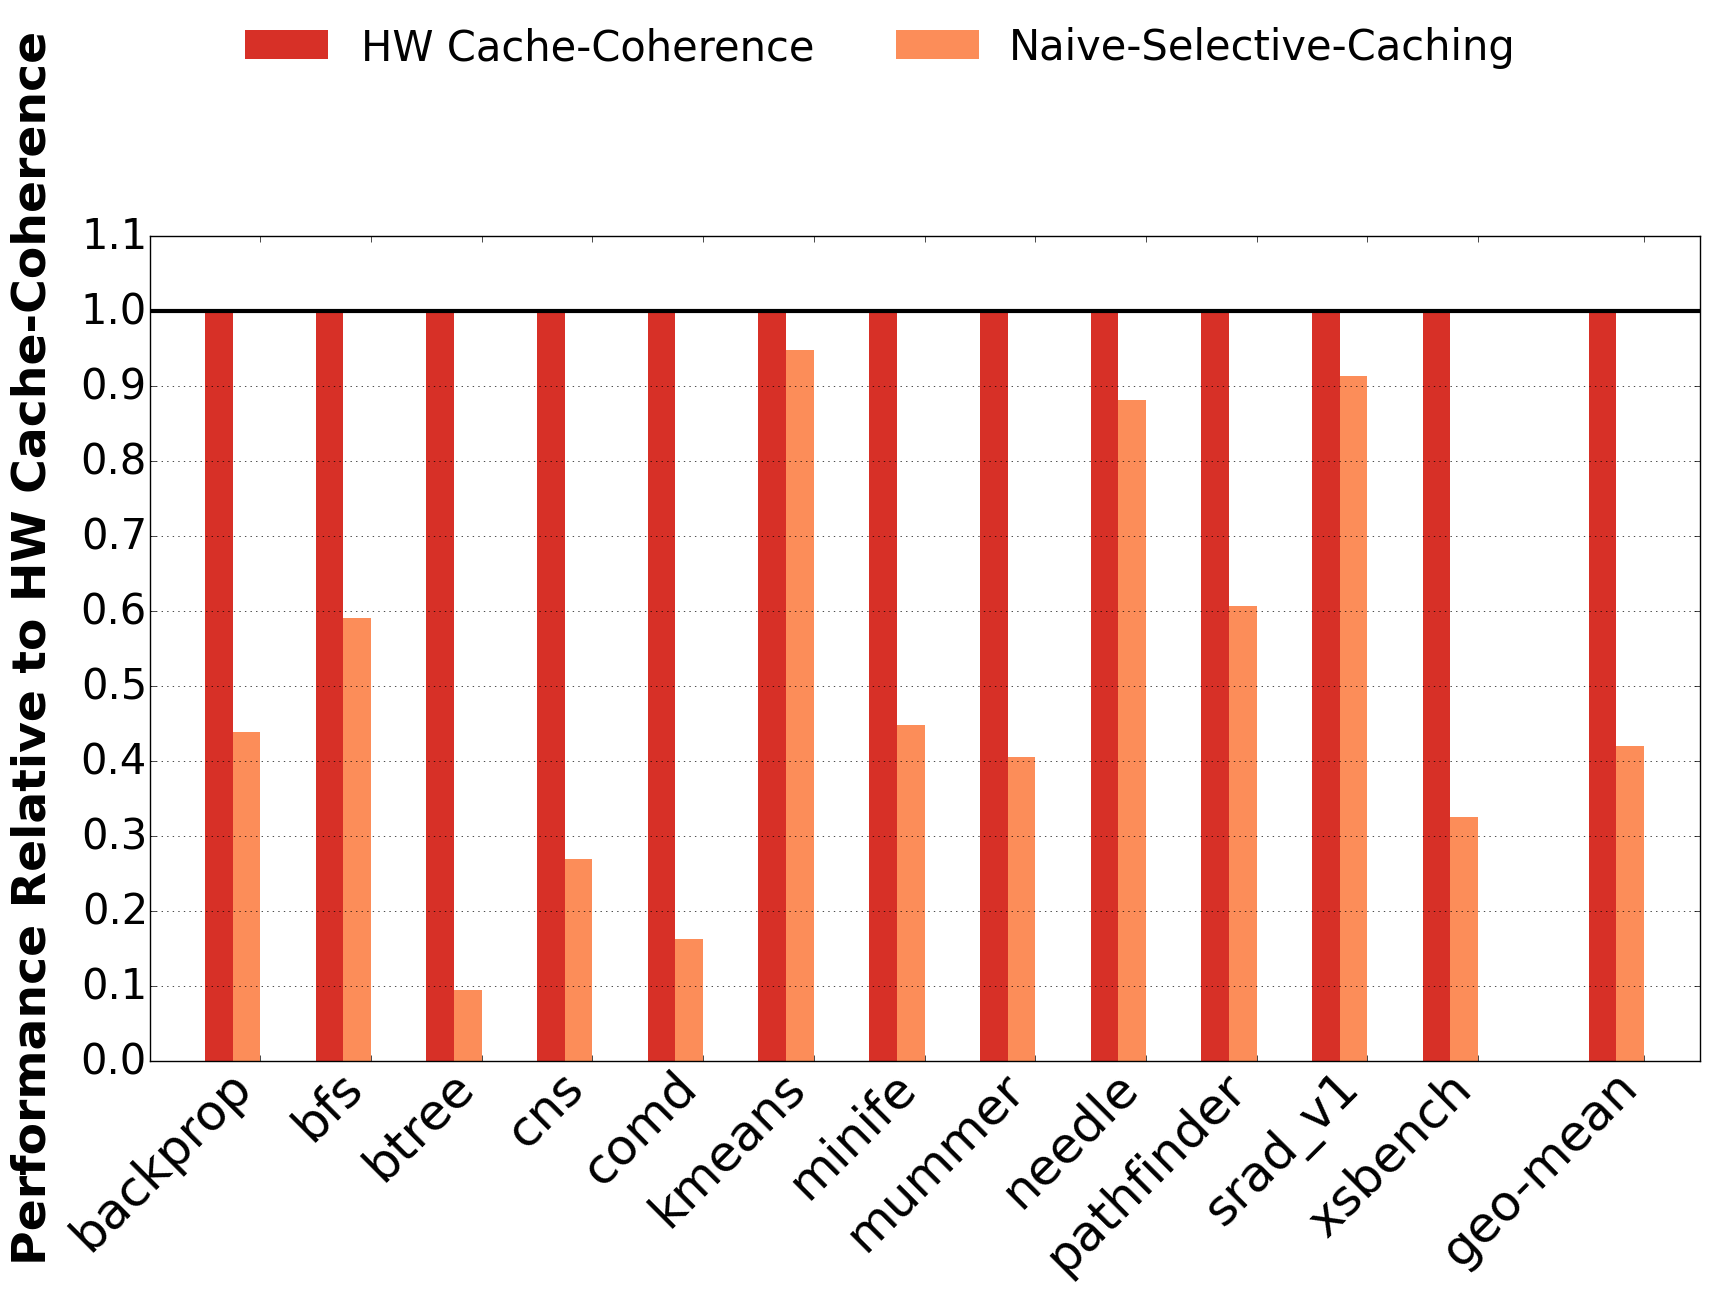 HW Cache-Coherence
Naive-Selective-Caching
Performance Relative to HW Cache-Coherence
1.1
1.0
0.9
0.8
0.7
0.6
0.5
0.4
0.3
0.2
0.1
0.0
backprop
bfs
btree
cns
comd
kmeans
minife
mummer
needle
pathfinder
srad_v1
xsbench
geo-mean